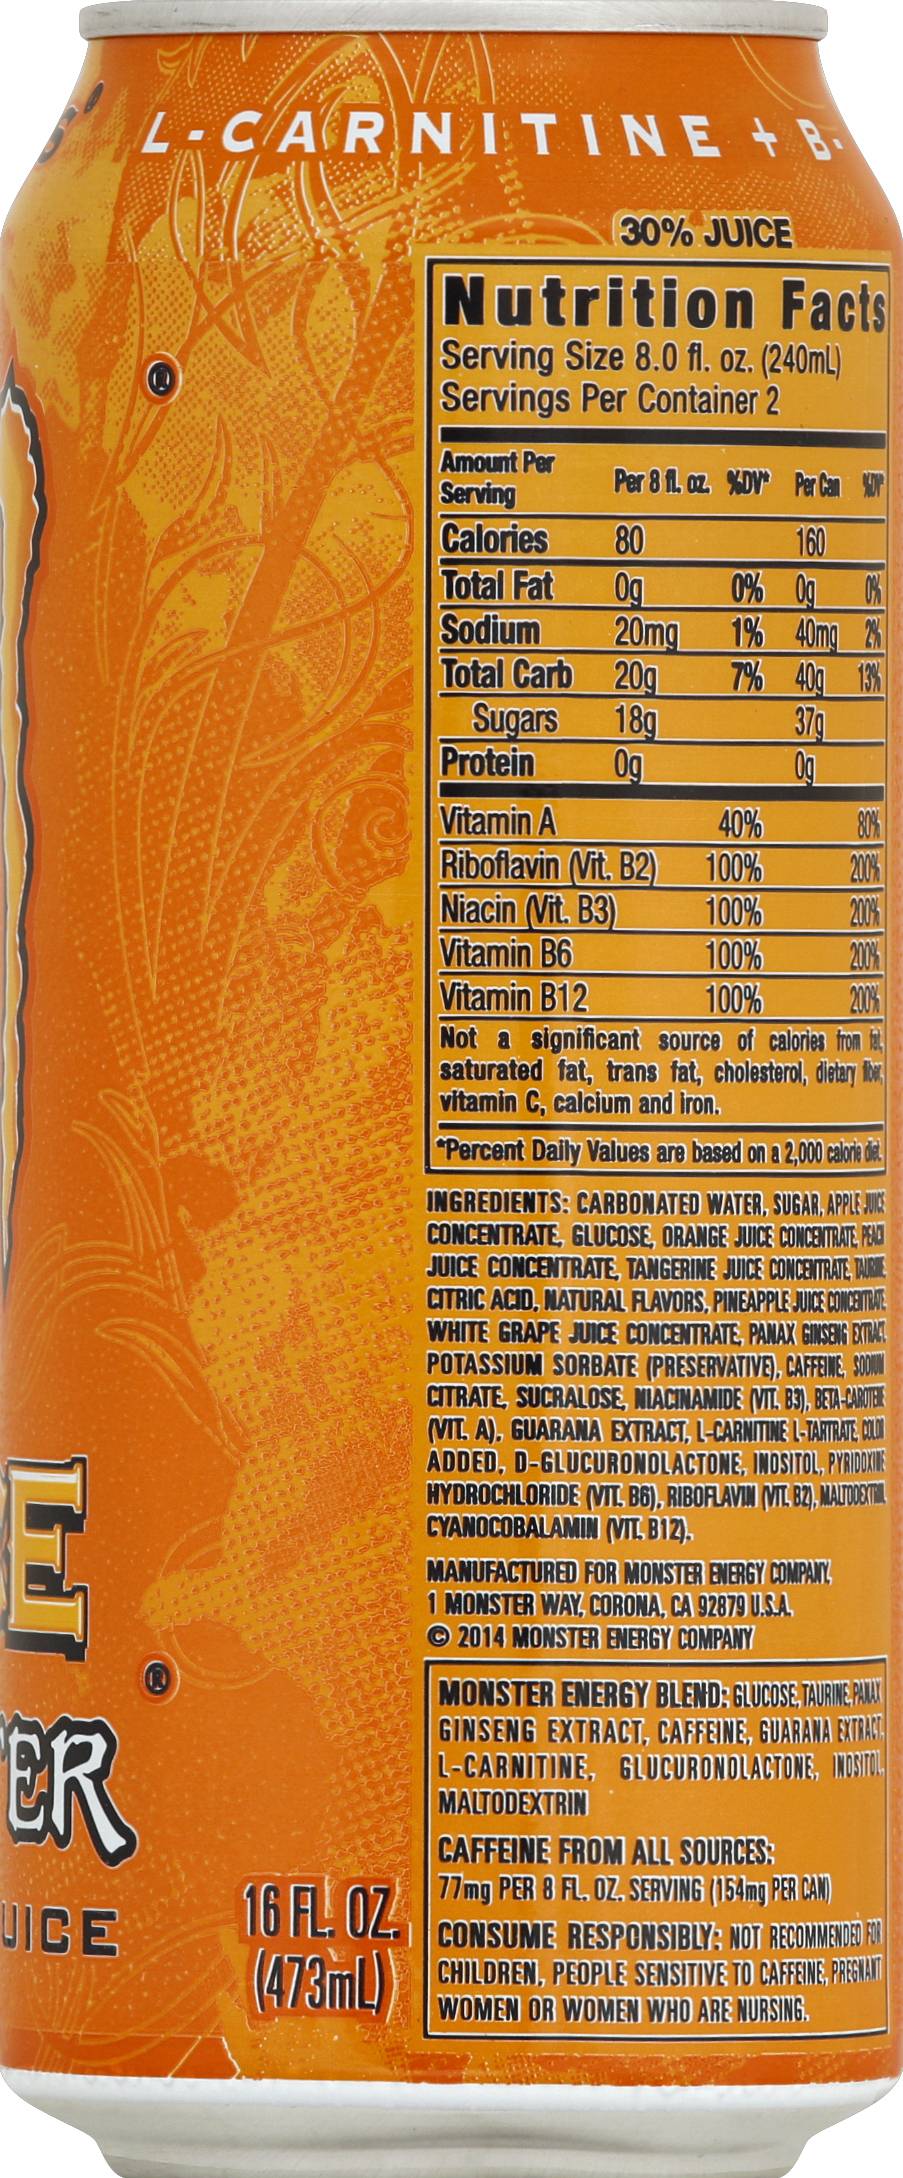 L-CARNITINE + B-
30% JUICE
Nutrition Facts
Serving Size 8.0 fl. oz. (240mL)
Servings Per Container 2
Amount Per Serving Per 8 fl. oz. %DV* Per Can %DV*
Calories 80 160
Total Fat 0g 0% 0g 0%
Sodium 20mg 1% 40mg 2%
Total Carb 20g 7% 40g 13%
Sugars 18g 37g
Protein 0g 0g
Vitamin A 40% 80%
Riboflavin (Vit. B2) 100% 200%
Niacin (Vit. B3) 100% 200%
Vitamin B6 100% 200%
Vitamin B12 100% 200%
Not a significant source of calories from fat,
saturated fat, trans fat, cholesterol, dietary fiber,
vitamin C, calcium and iron.
*Percent Daily Values are based on a 2,000 calorie diet.
INGREDIENTS: CARBONATED WATER, SUGAR, APPLE JUICE
CONCENTRATE, GLUCOSE, ORANGE JUICE CONCENTRATE, PEACH
JUICE CONCENTRATE, TANGERINE JUICE CONCENTRATE, TAURINE,
CITRIC ACID, NATURAL FLAVORS, PINEAPPLE JUICE CONCENTRATE,
WHITE GRAPE JUICE CONCENTRATE, PANAX GINSENG EXTRACT,
POTASSIUM SORBATE (PRESERVATIVE), CAFFEINE, SODIUM
CITRATE, SUCRALOSE, NIACINAMIDE (VIT. B3), BETA-CAROTENE
(VIT. A), GUARANA EXTRACT, L-CARNITINE L-TARTRATE, COLOR
ADDED, D-GLUCURONOLACTONE, INOSITOL, PYRIDOXINE
HYDROCHLORIDE (VIT. B6), RIBOFLAVIN (VIT. B2), MALTODEXTRIN,
CYANOCOBALAMIN (VIT. B12).
MANUFACTURED FOR MONSTER ENERGY COMPANY,
1 MONSTER WAY, CORONA, CA 92879 U.S.A.
© 2014 MONSTER ENERGY COMPANY
MONSTER ENERGY BLEND: GLUCOSE, TAURINE, PANAX
GINSENG EXTRACT, CAFFEINE, GUARANA EXTRACT,
L-CARNITINE, GLUCURONOLACTONE, INOSITOL,
MALTODEXTRIN
CAFFEINE FROM ALL SOURCES:
77mg PER 8 FL. OZ. SERVING (154mg PER CAN)
CONSUME RESPONSIBLY: NOT RECOMMENDED FOR
CHILDREN, PEOPLE SENSITIVE TO CAFFEINE, PREGNANT
WOMEN OR WOMEN WHO ARE NURSING.
®
E
®
ER
UICE
16 FL. OZ.
(473mL)